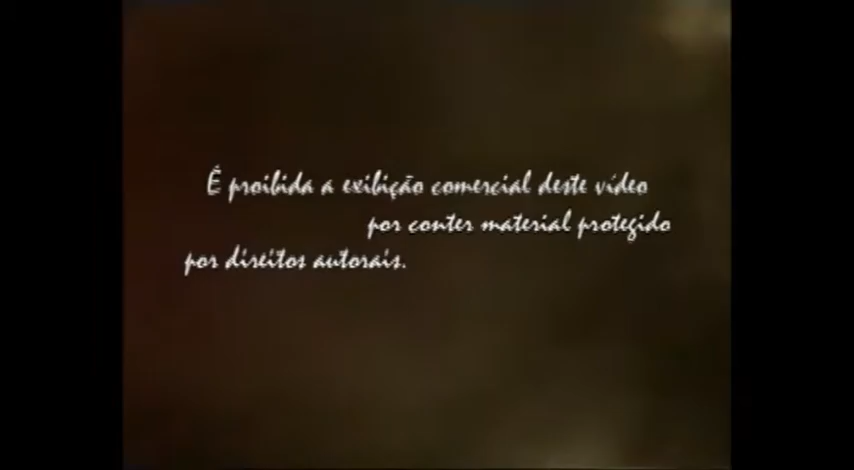 É proibida a exibição comercial deste vídeo
por conter material protegido
por direitos autorais.